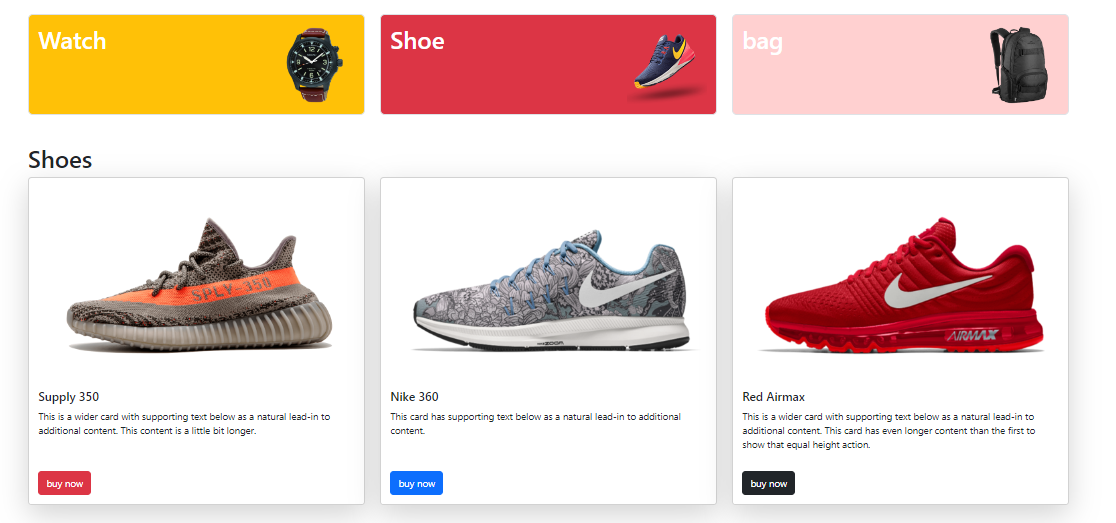 Watch
Shoe
bag
Shoes
SPLY 350
ZOOM
AIRMAX
Supply 350
This is a wider card with supporting text below as a natural lead-in to
additional content. This content is a little bit longer.
buy now
Nike 360
This card has supporting text below as a natural lead-in to additional
content.
buy now
Red Airmax
This is a wider card with supporting text below as a natural lead-in to
additional content. This card has even longer content than the first to
show that equal height action.
buy now